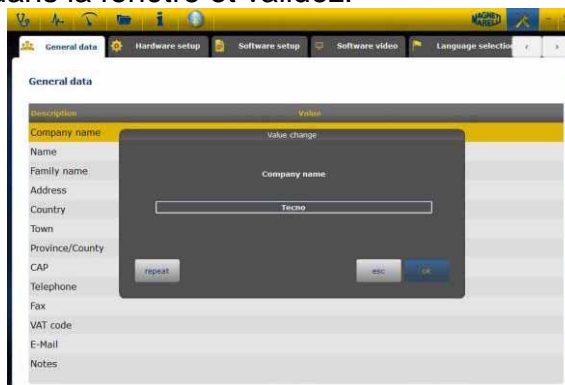 dans la fenêtre et validez.
MAGNETI MARELLI
General data Hardware setup Software setup Software video Language selection
General data
Description Value
Company name
Value change
Name
Family name
Company name
Address
Country
Tecno
Town
Province/County
CAP
repeat esc ok
Telephone
Fax
VAT code
E-Mail
Notes